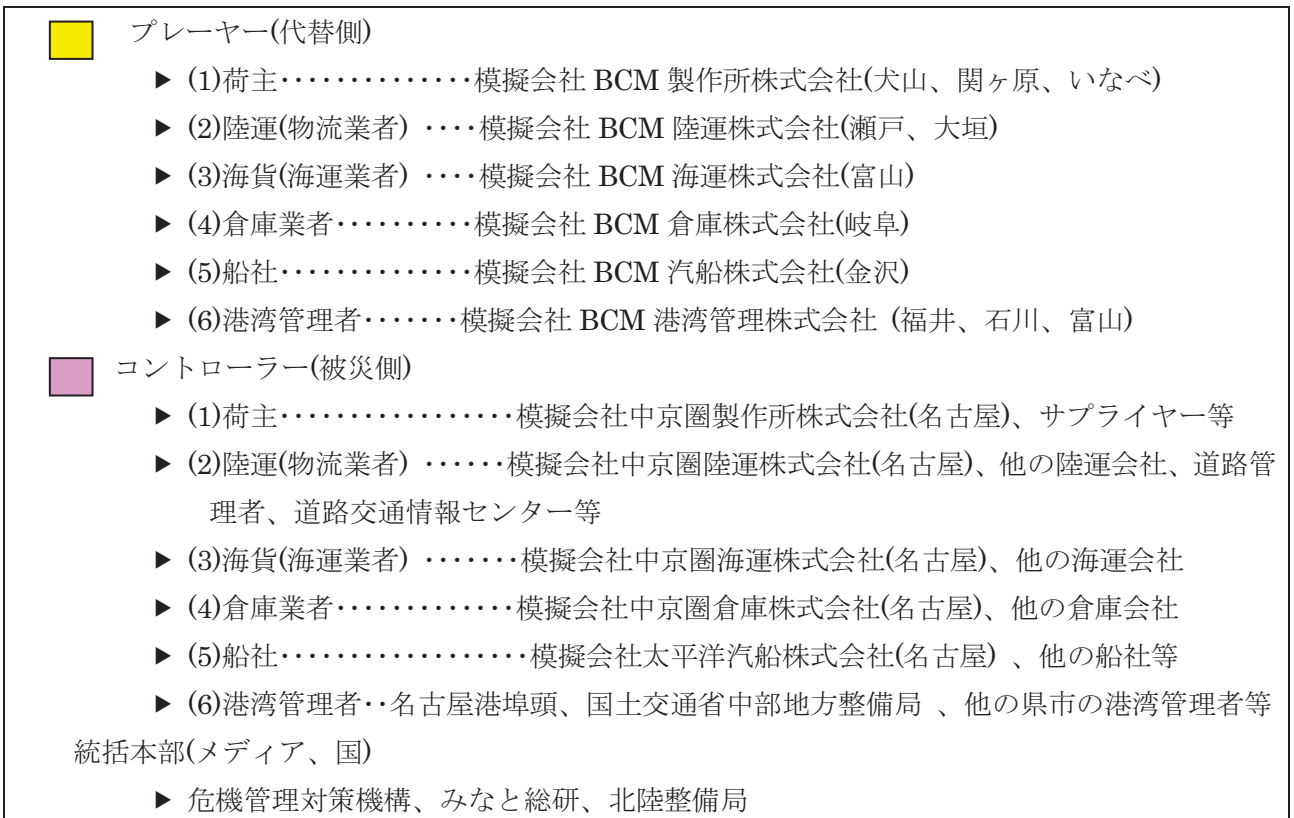 プレーヤー(代替側)
▶ (1)荷主··············模擬会社 BCM 製作所株式会社(犬山、関ヶ原、いなべ)
▶ (2)陸運(物流業者) ····模擬会社 BCM 陸運株式会社(瀬戸、大垣)
▶ (3)海貨(海運業者) ····模擬会社 BCM 海運株式会社(富山)
▶ (4)倉庫業者··········模擬会社 BCM 倉庫株式会社(岐阜)
▶ (5)船社··············模擬会社 BCM 汽船株式会社(金沢)
▶ (6)港湾管理者·······模擬会社 BCM 港湾管理株式会社 (福井、石川、富山)
コントローラー(被災側)
▶ (1)荷主·················模擬会社中京圏製作所株式会社(名古屋)、サプライヤー等
▶ (2)陸運(物流業者) ······模擬会社中京圏陸運株式会社(名古屋)、他の陸運会社、道路管
理者、道路交通情報センター等
▶ (3)海貨(海運業者) ·······模擬会社中京圏海運株式会社(名古屋)、他の海運会社
▶ (4)倉庫業者·············模擬会社中京圏倉庫株式会社(名古屋)、他の倉庫会社
▶ (5)船社··················模擬会社太平洋汽船株式会社(名古屋) 、他の船社等
▶ (6)港湾管理者··名古屋港埠頭、国土交通省中部地方整備局 、他の県市の港湾管理者等
統括本部(メディア、国)
▶ 危機管理対策機構、みなと総研、北陸整備局